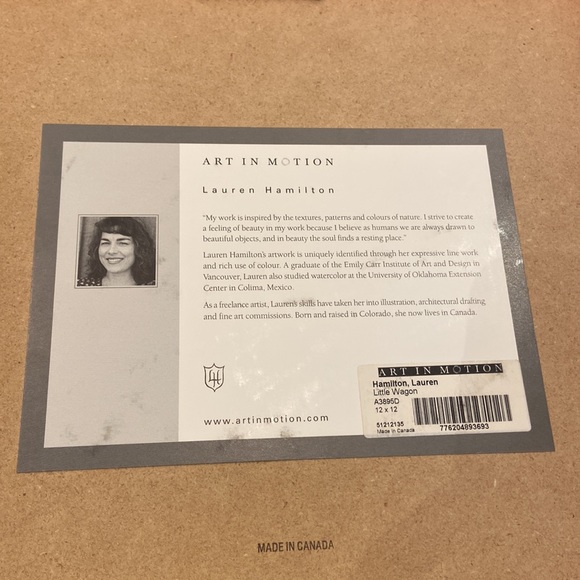 ART IN MOTION
Lauren Hamilton
"My work is inspired by the textures, patterns and colours of nature. I strive to create
a feeling of beauty in my work because I believe as humans we are always drawn to
beautiful objects, and in beauty the soul finds a resting place."
Lauren Hamilton's artwork is uniquely identified through her expressive line work
and rich use of colour. A graduate of the Emily Carr Institute of Art and Design in
Vancouver, Lauren also studied watercolor at the University of Oklahoma Extension
Center in Colima, Mexico.
As a freelance artist, Lauren's skills have taken her into illustration, architectural drafting
and fine art commissions. Born and raised in Colorado, she now lives in Canada.
LH
www.artinmotion.com
ART IN MOTION
Hamilton, Lauren
Little Wagon
A3895D
12 x 12
51212135
Made in Canada
776204893693
MADE IN CANADA